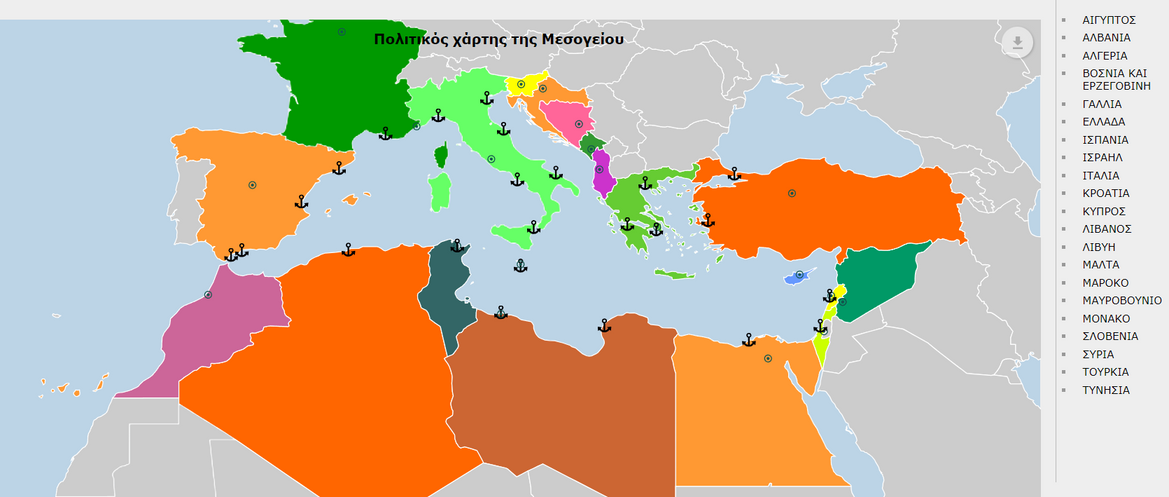 Πολιτικός χάρτης της Μεσογείου
ΑΙΓΥΠΤΟΣ
ΑΛΒΑΝΙΑ
ΑΛΓΕΡΙΑ
ΒΟΣΝΙΑ ΚΑΙ
ΕΡΖΕΓΟΒΙΝΗ
ΓΑΛΛΙΑ
ΕΛΛΑΔΑ
ΙΣΠΑΝΙΑ
ΙΣΡΑΗΛ
ΙΤΑΛΙΑ
ΚΡΟΑΤΙΑ
ΚΥΠΡΟΣ
ΛΙΒΑΝΟΣ
ΛΙΒΥΗ
ΜΑΛΤΑ
ΜΑΡΟΚΟ
ΜΑΥΡΟΒΟΥΝΙΟ
ΜΟΝΑΚΟ
ΣΛΟΒΕΝΙΑ
ΣΥΡΙΑ
ΤΟΥΡΚΙΑ
ΤΥΝΗΣΙΑ